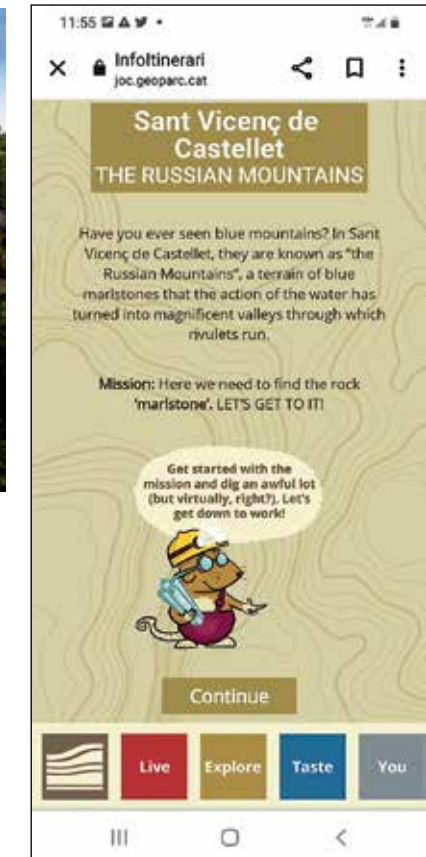 11:55
InfoItinerari
joc.geoparc.cat
Sant Vicenç de
Castellet
THE RUSSIAN MOUNTAINS
Have you ever seen blue mountains? In Sant
Vicenç de Castellet, they are known as "the
Russian Mountains", a terrain of blue
marlstones that the action of the water has
turned into magnificent valleys through which
rivulets run.
Mission: Here we need to find the rock
'marlstone'. LET'S GET TO IT!
Get started with the
mission and dig an awful lot
(but virtually, right?). Let's
get down to work!
Continue
Live
Explore
Taste
You